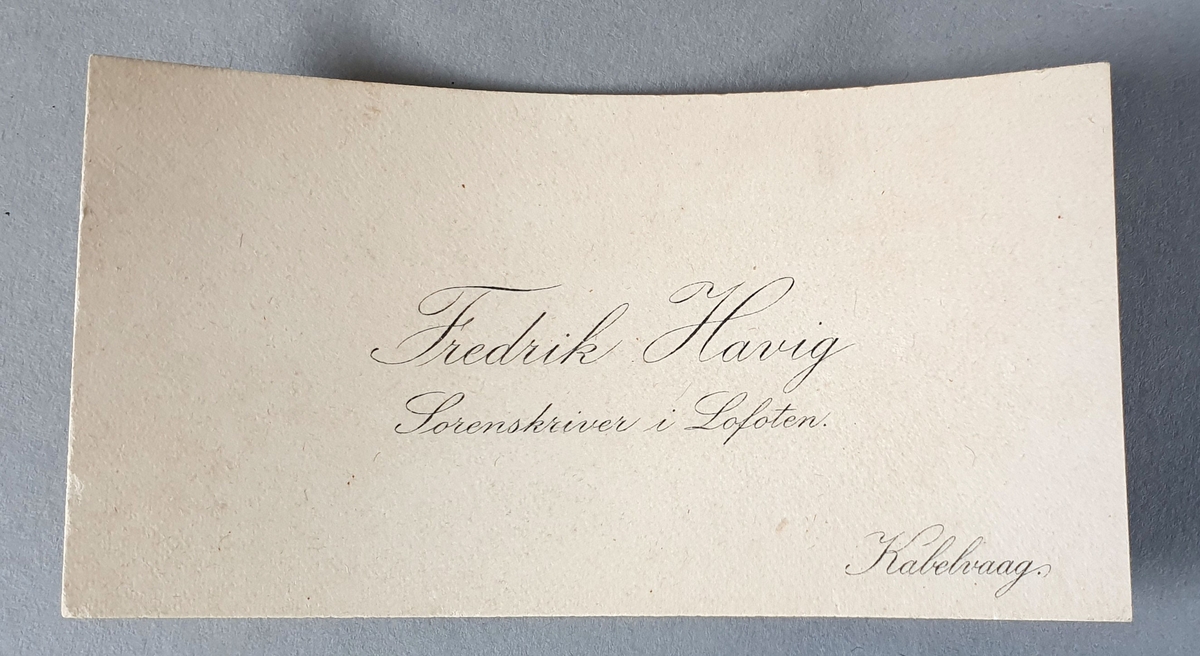 Fredrik Havig
Sorenskriver i Lofoten.
Kabelvaag.